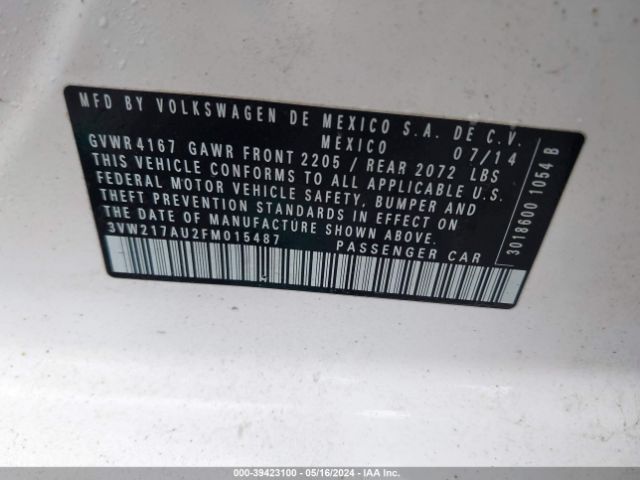 MFD BY VOLKSWAGEN DE MEXICO S.A. DE C.V.
MEXICO 07/14
GVWR 4167 GAWR FRONT 2205 / REAR 2072 LBS
THIS VEHICLE CONFORMS TO ALL APPLICABLE U.S.
FEDERAL MOTOR VEHICLE SAFETY, BUMPER AND
THEFT PREVENTION STANDARDS IN EFFECT ON
THE DATE OF MANUFACTURE SHOWN ABOVE.
3VW217AU2FM015487 PASSENGER CAR
3018600 1054 B
000-39423100 - 05/16/2024 - IAA Inc.